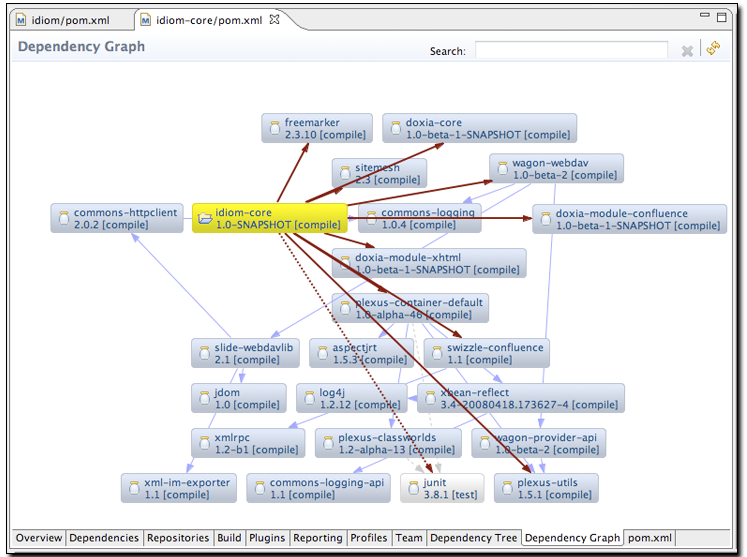 idiom/pom.xml
idiom-core/pom.xml
Dependency Graph
Search:
freemarker
2.3.10 [compile]
doxia-core
1.0-beta-1-SNAPSHOT [compile]
sitemesh
2.3 [compile]
wagon-webdav
1.0-beta-2 [compile]
commons-httpclient
2.0.2 [compile]
idiom-core
1.0-SNAPSHOT [compile]
commons-logging
1.0.4 [compile]
doxia-module-confluence
1.0-beta-1-SNAPSHOT [compile]
doxia-module-xhtml
1.0-beta-1-SNAPSHOT [compile]
plexus-container-default
1.0-alpha-46 [compile]
slide-webdavlib
2.1 [compile]
aspectjrt
1.5.3 [compile]
swizzle-confluence
1.1 [compile]
jdom
1.0 [compile]
log4j
1.2.12 [compile]
xbean-reflect
3.4-20080418.173627-4 [compile]
xmlrpc
1.2-b1 [compile]
plexus-classworlds
1.2-alpha-13 [compile]
wagon-provider-api
1.0-beta-2 [compile]
xml-im-exporter
1.1 [compile]
commons-logging-api
1.1 [compile]
junit
3.8.1 [test]
plexus-utils
1.5.1 [compile]
Overview Dependencies Repositories Build Plugins Reporting Profiles Team Dependency Tree Dependency Graph pom.xml